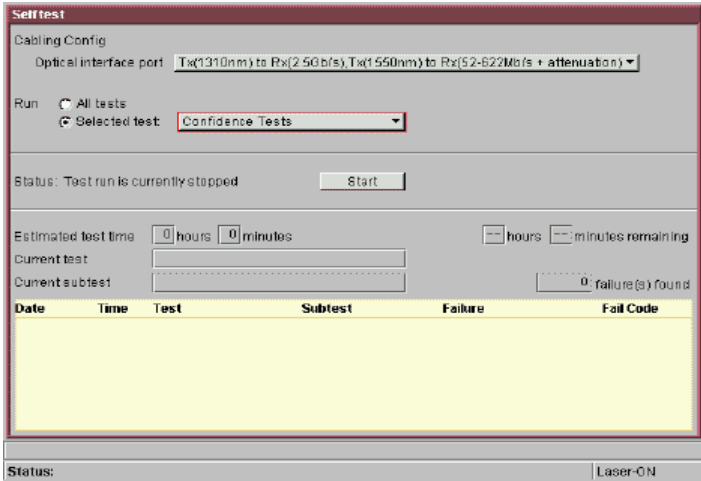 Selftest
Cabling Config
Optical interface port Tx(1310nm) to Rx(2.5Gb/s),Tx(1550nm) to Rx(52-622Mb/s + attenuation)
Run All tests
Selected test: Confidence Tests
Status: Test run is currently stopped Start
Estimated test time 0 hours 0 minutes -- hours -- minutes remaining
Current test
Current subtest 0 failure(s) found
Date Time Test Subtest Failure Fail Code
Status: Laser-ON